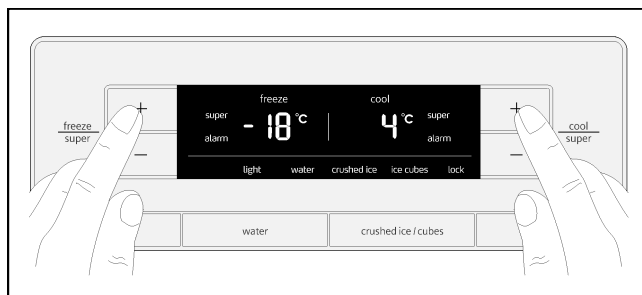 freeze
super
+
−
freeze cool
super -18°C 4°C super
alarm alarm
light water crushed ice ice cubes lock
+
−
cool
super
water crushed ice / cubes